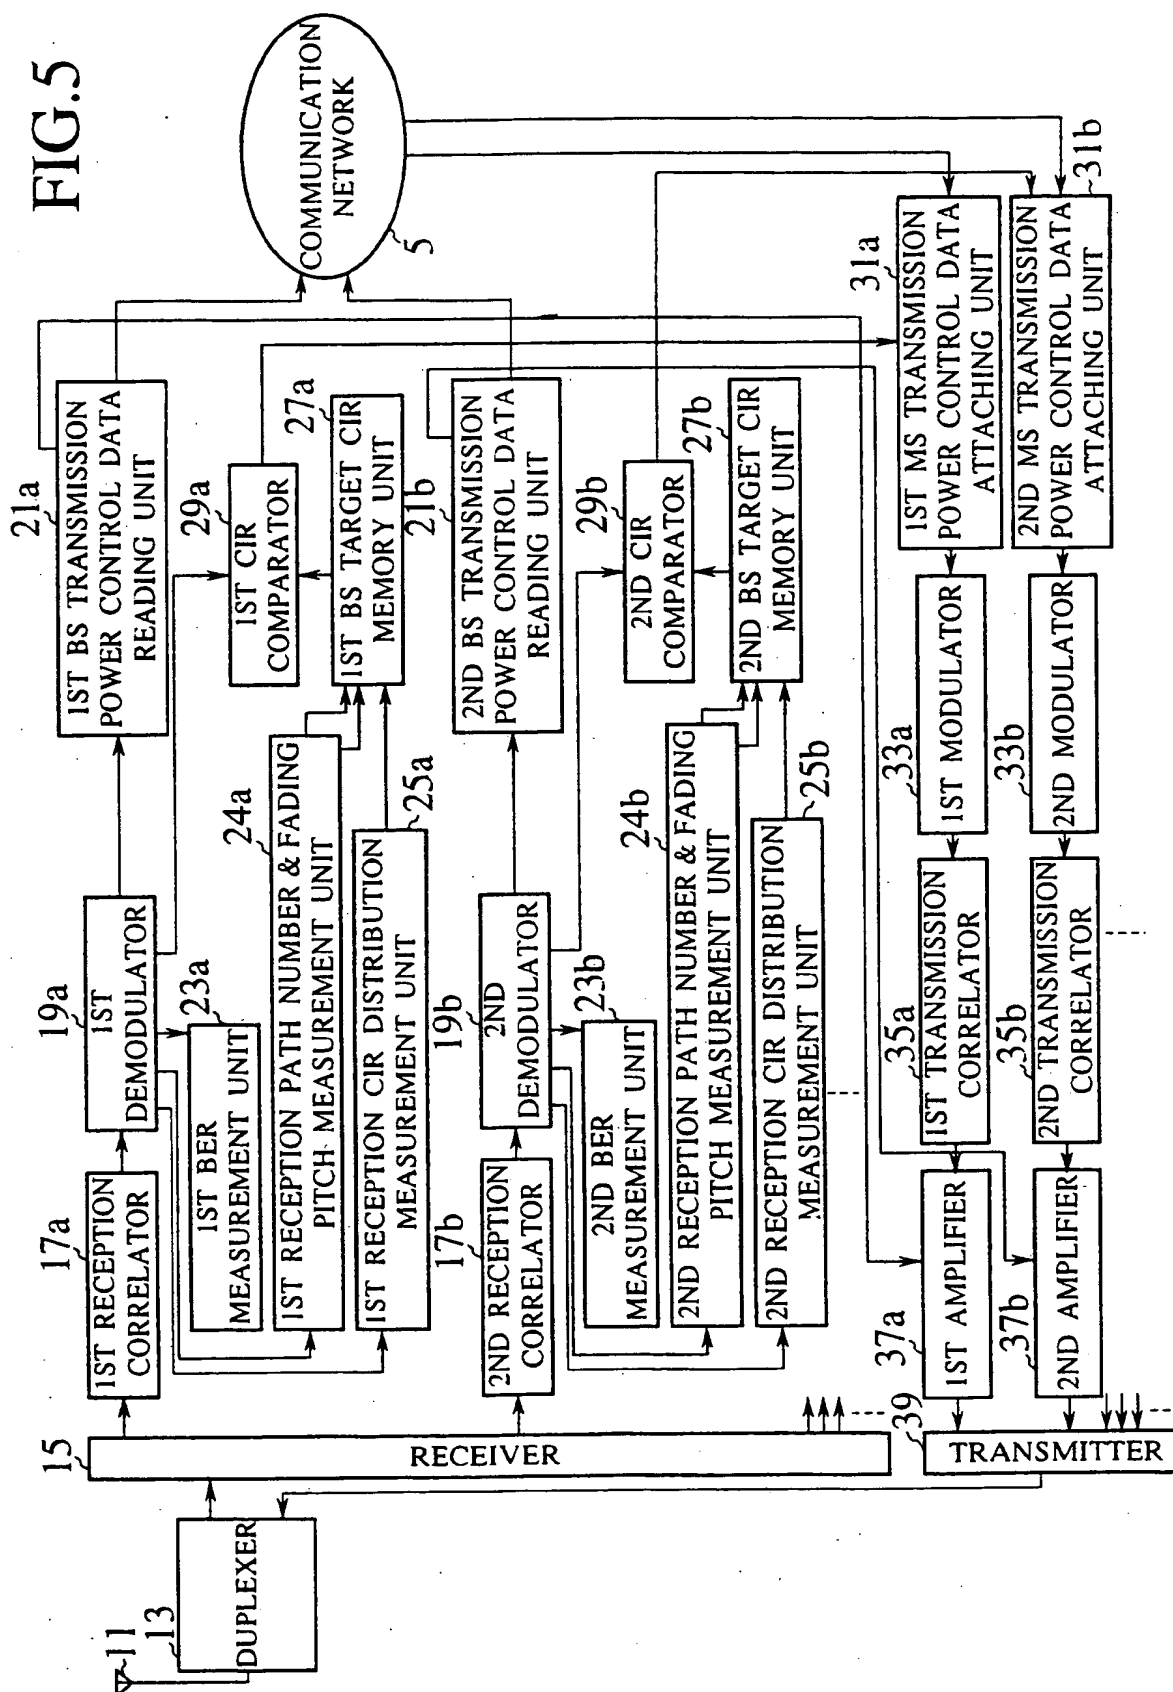 FIG.5
11
13
DUPLEXER
15
RECEIVER
17a
1ST RECEPTION
CORRELATOR
19a
1ST
DEMODULATOR
21a
1ST BS TRANSMISSION
POWER CONTROL DATA
READING UNIT
23a
1ST BER
MEASUREMENT UNIT
29a
1ST CIR
COMPARATOR
24a
1ST RECEPTION PATH NUMBER & FADING
PITCH MEASUREMENT UNIT
27a
1ST BS TARGET CIR
MEMORY UNIT
25a
1ST RECEPTION CIR DISTRIBUTION
MEASUREMENT UNIT
COMMUNICATION
NETWORK
5
17b
2ND RECEPTION
CORRELATOR
19b
2ND
DEMODULATOR
21b
2ND BS TRANSMISSION
POWER CONTROL DATA
READING UNIT
23b
2ND BER
MEASUREMENT UNIT
29b
2ND CIR
COMPARATOR
24b
2ND RECEPTION PATH NUMBER & FADING
PITCH MEASUREMENT UNIT
27b
2ND BS TARGET CIR
MEMORY UNIT
25b
2ND RECEPTION CIR DISTRIBUTION
MEASUREMENT UNIT
39
TRANSMITTER
37a
1ST AMPLIFIER
35a
1ST TRANSMISSION
CORRELATOR
33a
1ST MODULATOR
31a
1ST MS TRANSMISSION
POWER CONTROL DATA
ATTACHING UNIT
37b
2ND AMPLIFIER
35b
2ND TRANSMISSION
CORRELATOR
33b
2ND MODULATOR
31b
2ND MS TRANSMISSION
POWER CONTROL DATA
ATTACHING UNIT